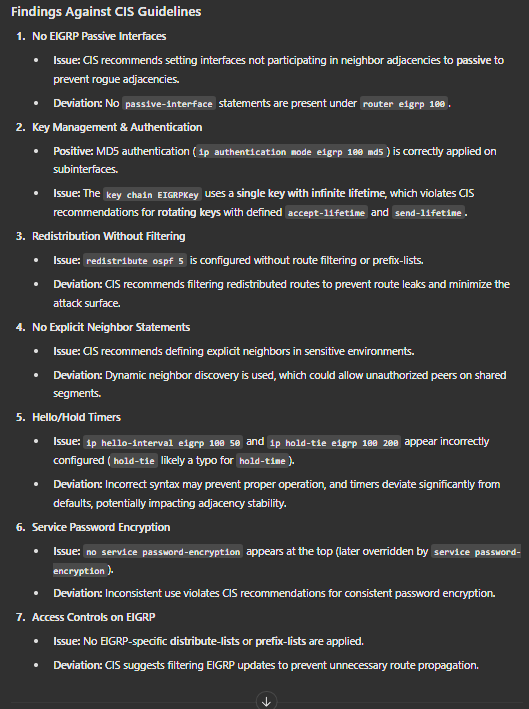 Findings Against CIS Guidelines
1. No EIGRP Passive Interfaces
• Issue: CIS recommends setting interfaces not participating in neighbor adjacencies to passive to
prevent rogue adjacencies.
• Deviation: No passive-interface statements are present under router eigrp 100 .
2. Key Management & Authentication
• Positive: MD5 authentication ( ip authentication mode eigrp 100 md5 ) is correctly applied on
subinterfaces.
• Issue: The key chain EIGRPKey uses a single key with infinite lifetime, which violates CIS
recommendations for rotating keys with defined accept-lifetime and send-lifetime .
3. Redistribution Without Filtering
• Issue: redistribute ospf 5 is configured without route filtering or prefix-lists.
• Deviation: CIS recommends filtering redistributed routes to prevent route leaks and minimize the
attack surface.
4. No Explicit Neighbor Statements
• Issue: CIS recommends defining explicit neighbors in sensitive environments.
• Deviation: Dynamic neighbor discovery is used, which could allow unauthorized peers on shared
segments.
5. Hello/Hold Timers
• Issue: ip hello-interval eigrp 100 50 and ip hold-tie eigrp 100 200 appear incorrectly
configured ( hold-tie likely a typo for hold-time ).
• Deviation: Incorrect syntax may prevent proper operation, and timers deviate significantly from
defaults, potentially impacting adjacency stability.
6. Service Password Encryption
• Issue: no service password-encryption appears at the top (later overridden by service password-
encryption ).
• Deviation: Inconsistent use violates CIS recommendations for consistent password encryption.
7. Access Controls on EIGRP
• Issue: No EIGRP-specific distribute-lists or prefix-lists are applied.
• Deviation: CIS suggests filtering EIGRP updates to prevent unnecessary route propagation.